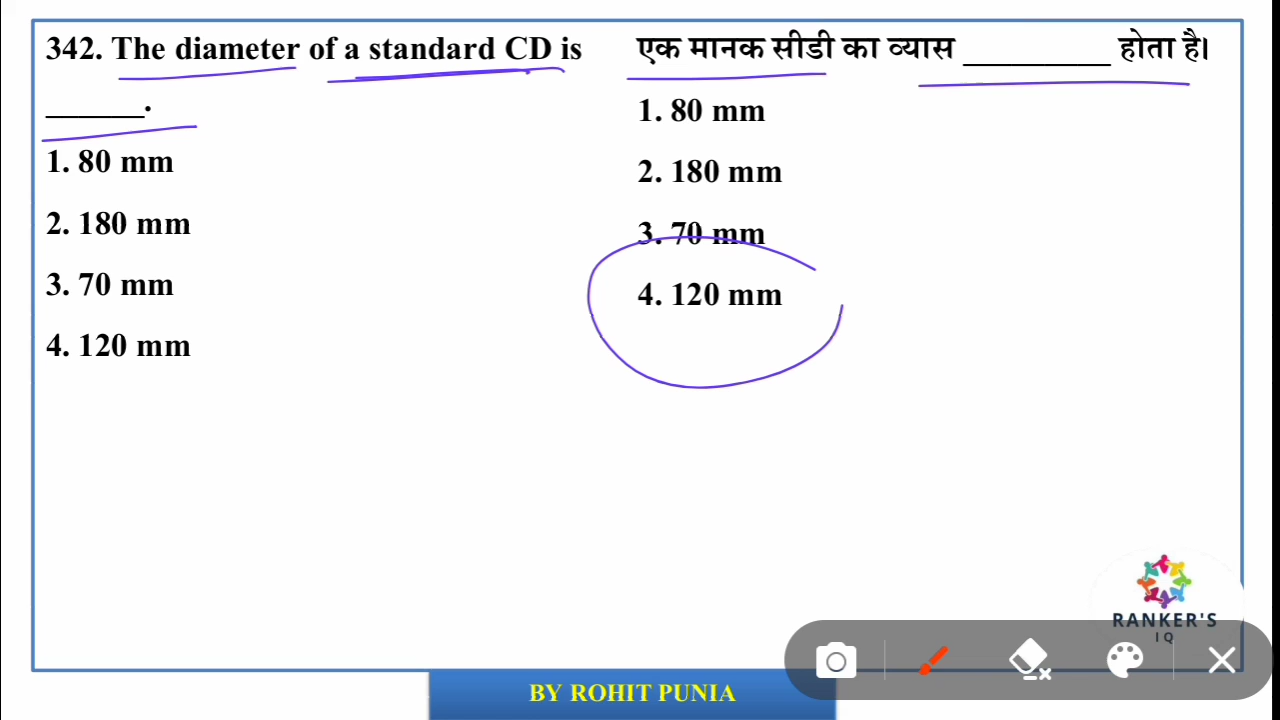 342. The diameter of a standard CD is
______.
1. 80 mm
2. 180 mm
3. 70 mm
4. 120 mm
एक मानक सीडी का व्यास _________ होता है।
1. 80 mm
2. 180 mm
3. 70 mm
4. 120 mm
RANKER'S
IQ
BY ROHIT PUNIA